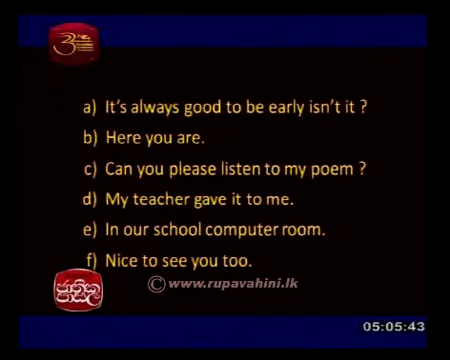 a) It's always good to be early isn't it ?
b) Here you are.
c) Can you please listen to my poem ?
d) My teacher gave it to me.
e) In our school computer room.
f) Nice to see you too.
ජාතික
පාසල
© www.rupavahini.lk
05:05:43